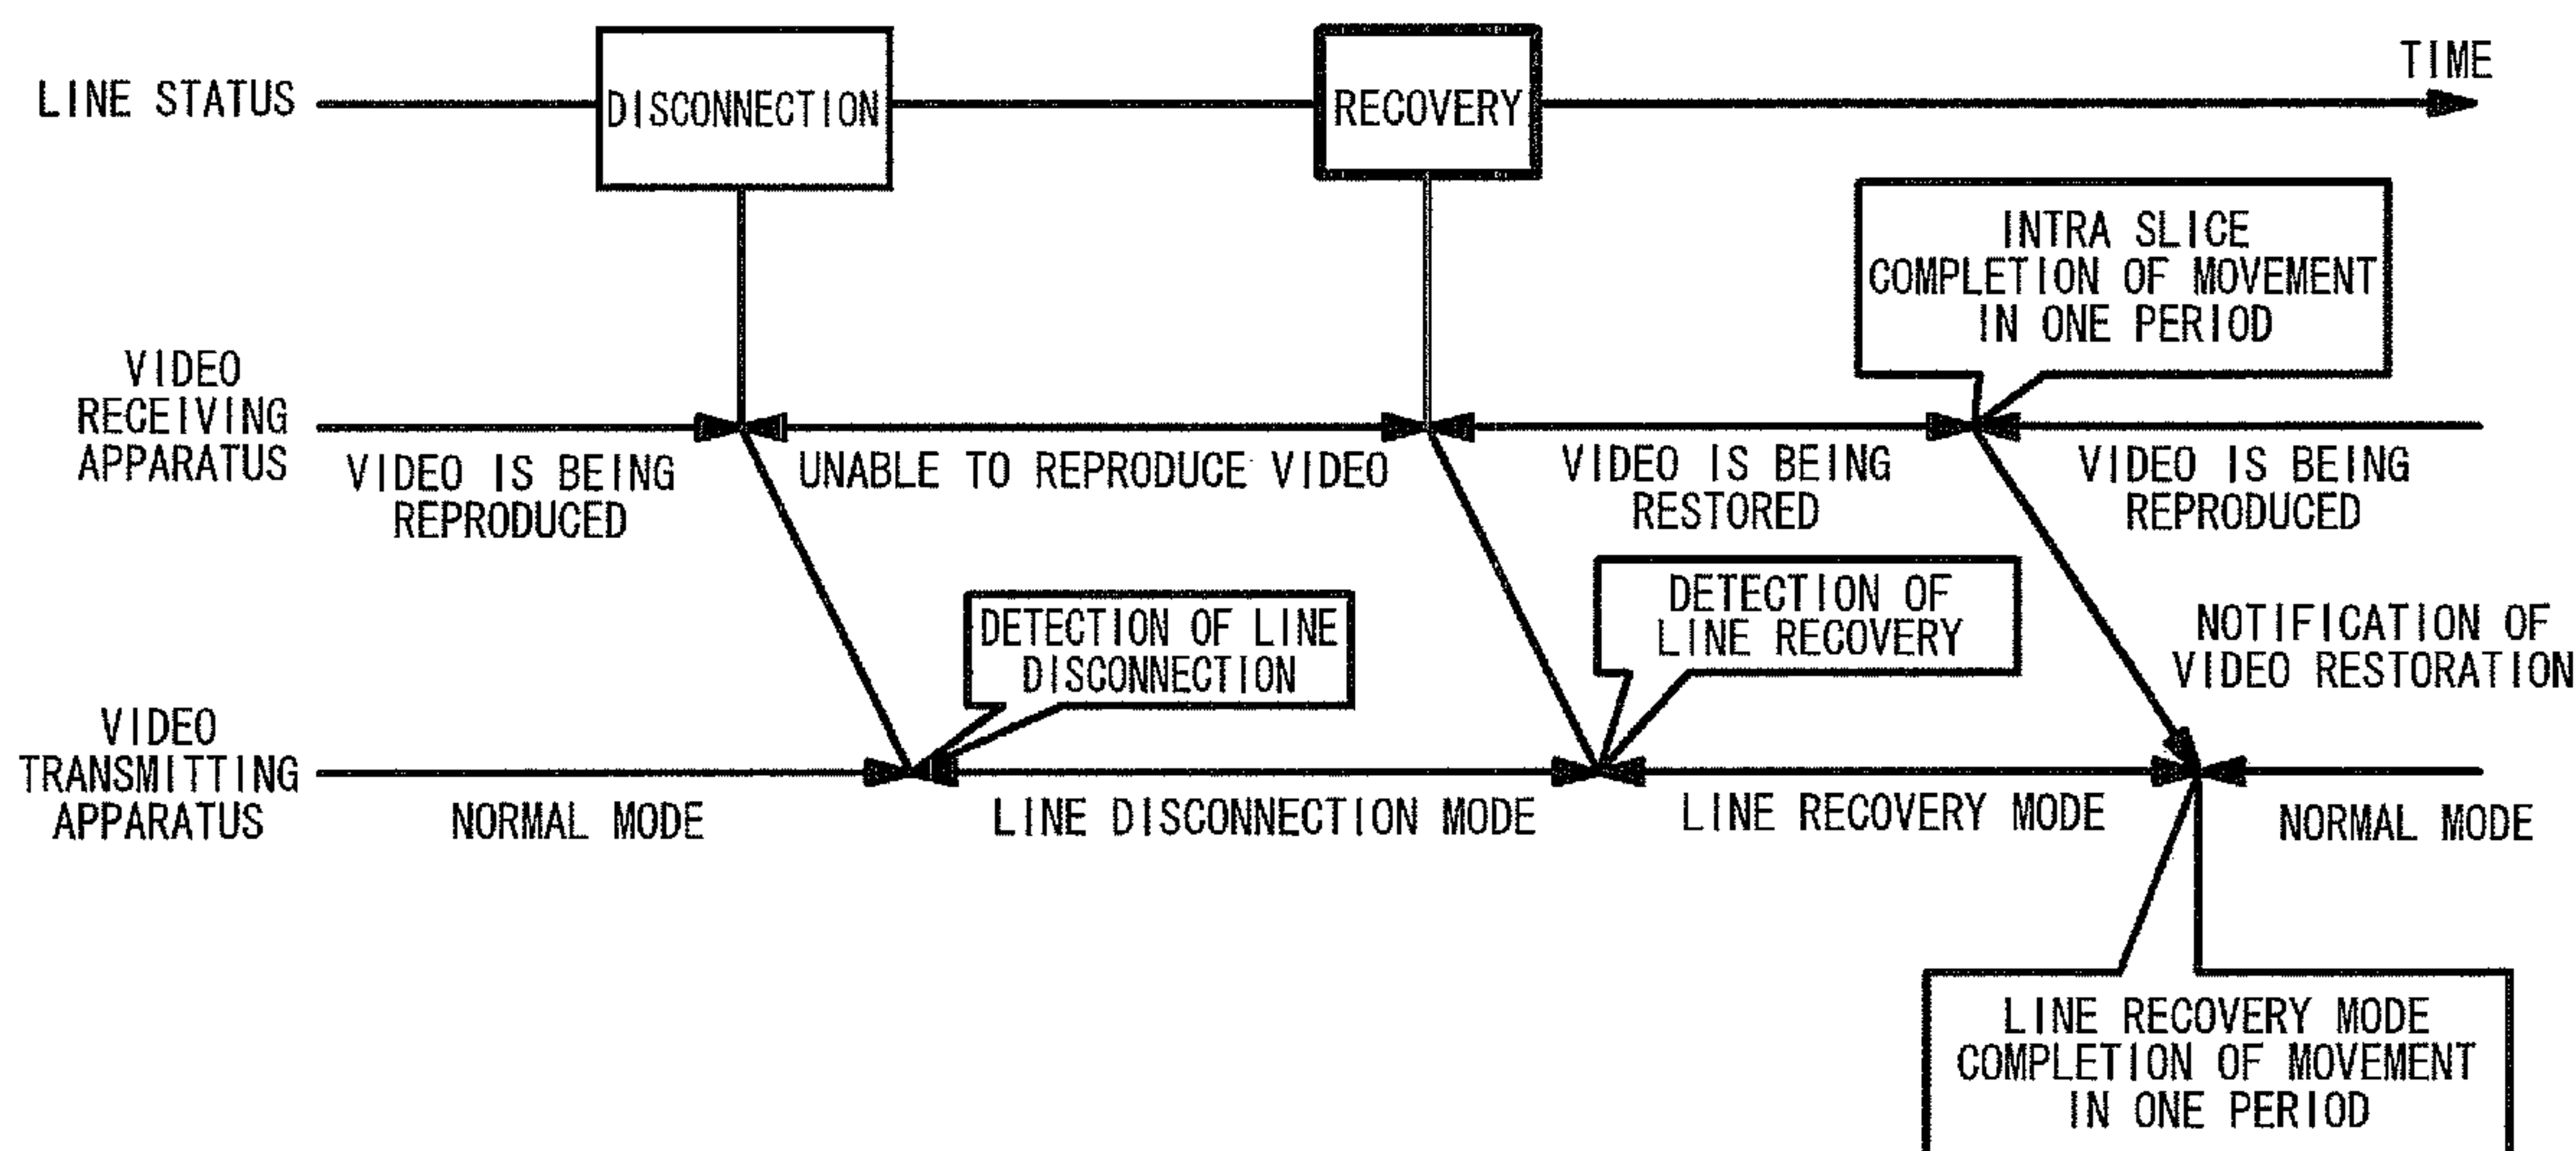 LINE STATUS
DISCONNECTION
RECOVERY
TIME
INTRA SLICE
COMPLETION OF MOVEMENT
IN ONE PERIOD
VIDEO
RECEIVING
APPARATUS
VIDEO IS BEING
REPRODUCED
UNABLE TO REPRODUCE VIDEO
VIDEO IS BEING
RESTORED
VIDEO IS BEING
REPRODUCED
DETECTION OF LINE
DISCONNECTION
DETECTION OF
LINE RECOVERY
NOTIFICATION OF
VIDEO RESTORATION
VIDEO
TRANSMITTING
APPARATUS
NORMAL MODE
LINE DISCONNECTION MODE
LINE RECOVERY MODE
NORMAL MODE
LINE RECOVERY MODE
COMPLETION OF MOVEMENT
IN ONE PERIOD